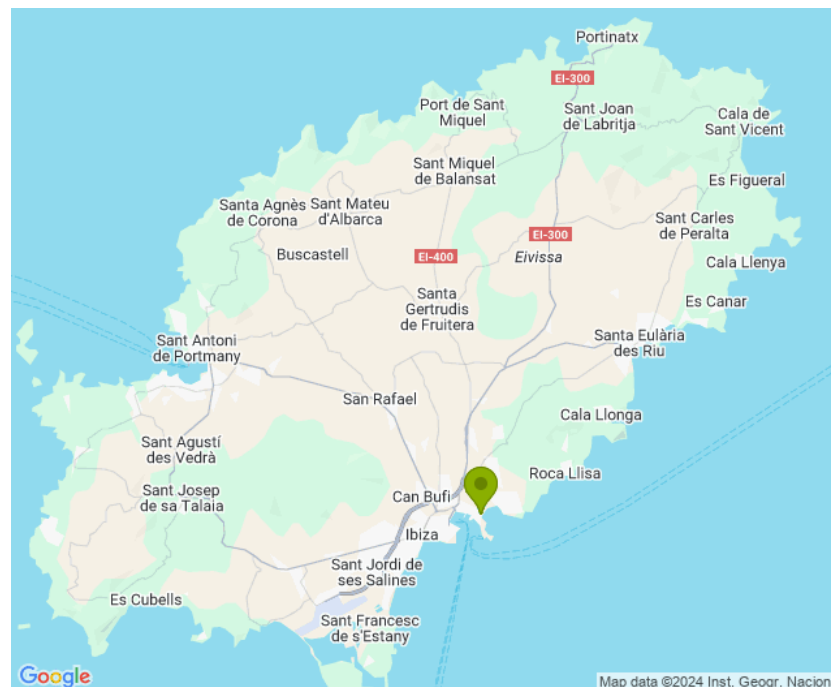 Portinatx
EI-300
Port de Sant
Miquel
Sant Joan
de Labritja
Cala de
Sant Vicent
Sant Miquel
de Balansat
Es Figueral
Santa Agnès
de Corona
Sant Mateu
d'Albarca
Sant Carles
de Peralta
EI-300
Buscastell
EI-400
Eivissa
Cala Llenya
Santa
Gertrudis
de Fruitera
Es Canar
Sant Antoni
de Portmany
Santa Eulària
des Riu
San Rafael
Cala Llonga
Sant Agustí
des Vedrà
Roca Llisa
Sant Josep
de sa Talaia
Can Bufí
Ibiza
Sant Jordi de
ses Salines
Es Cubells
Sant Francesc
de s'Estany
Google
Map data ©2024 Inst. Geogr. Nacion